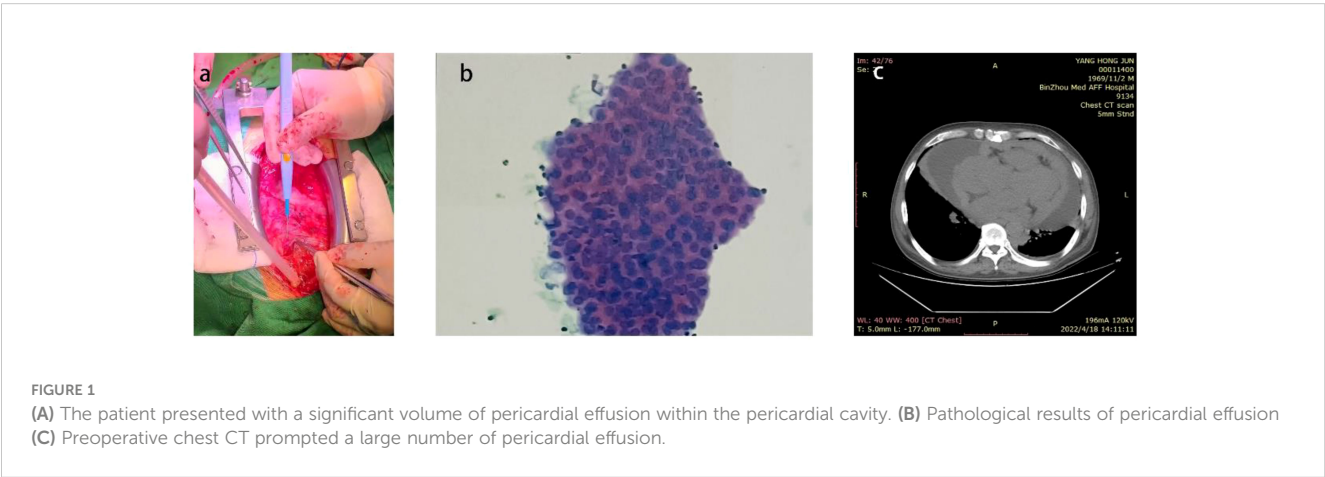 a
b
Im: 42/76
Se:
C
A
YANG HONG JUN
00011400
1969/11/2 M
BinZhou Med AFF Hospital
9134
Chest CT scan
5mm Stnd
R
L
WL: 40 WW: 400 [CT Chest]
T: 5.0mm L: -177.0mm
P
196mA 120kV
2022/4/18 14:11:11
FIGURE 1
(A) The patient presented with a significant volume of pericardial effusion within the pericardial cavity. (B) Pathological results of pericardial effusion
(C) Preoperative chest CT prompted a large number of pericardial effusion.